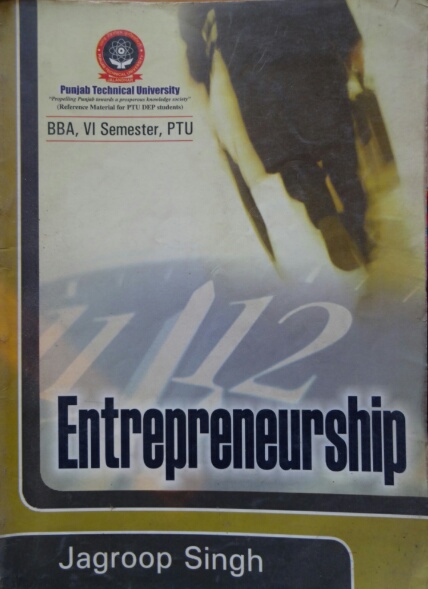 Punjab Technical University
"Propelling Punjab towards a prosperous knowledge society"
(Reference Material for PTU DEP students)
BBA, VI Semester, PTU
11 12
Entrepreneurship
Jagroop Singh